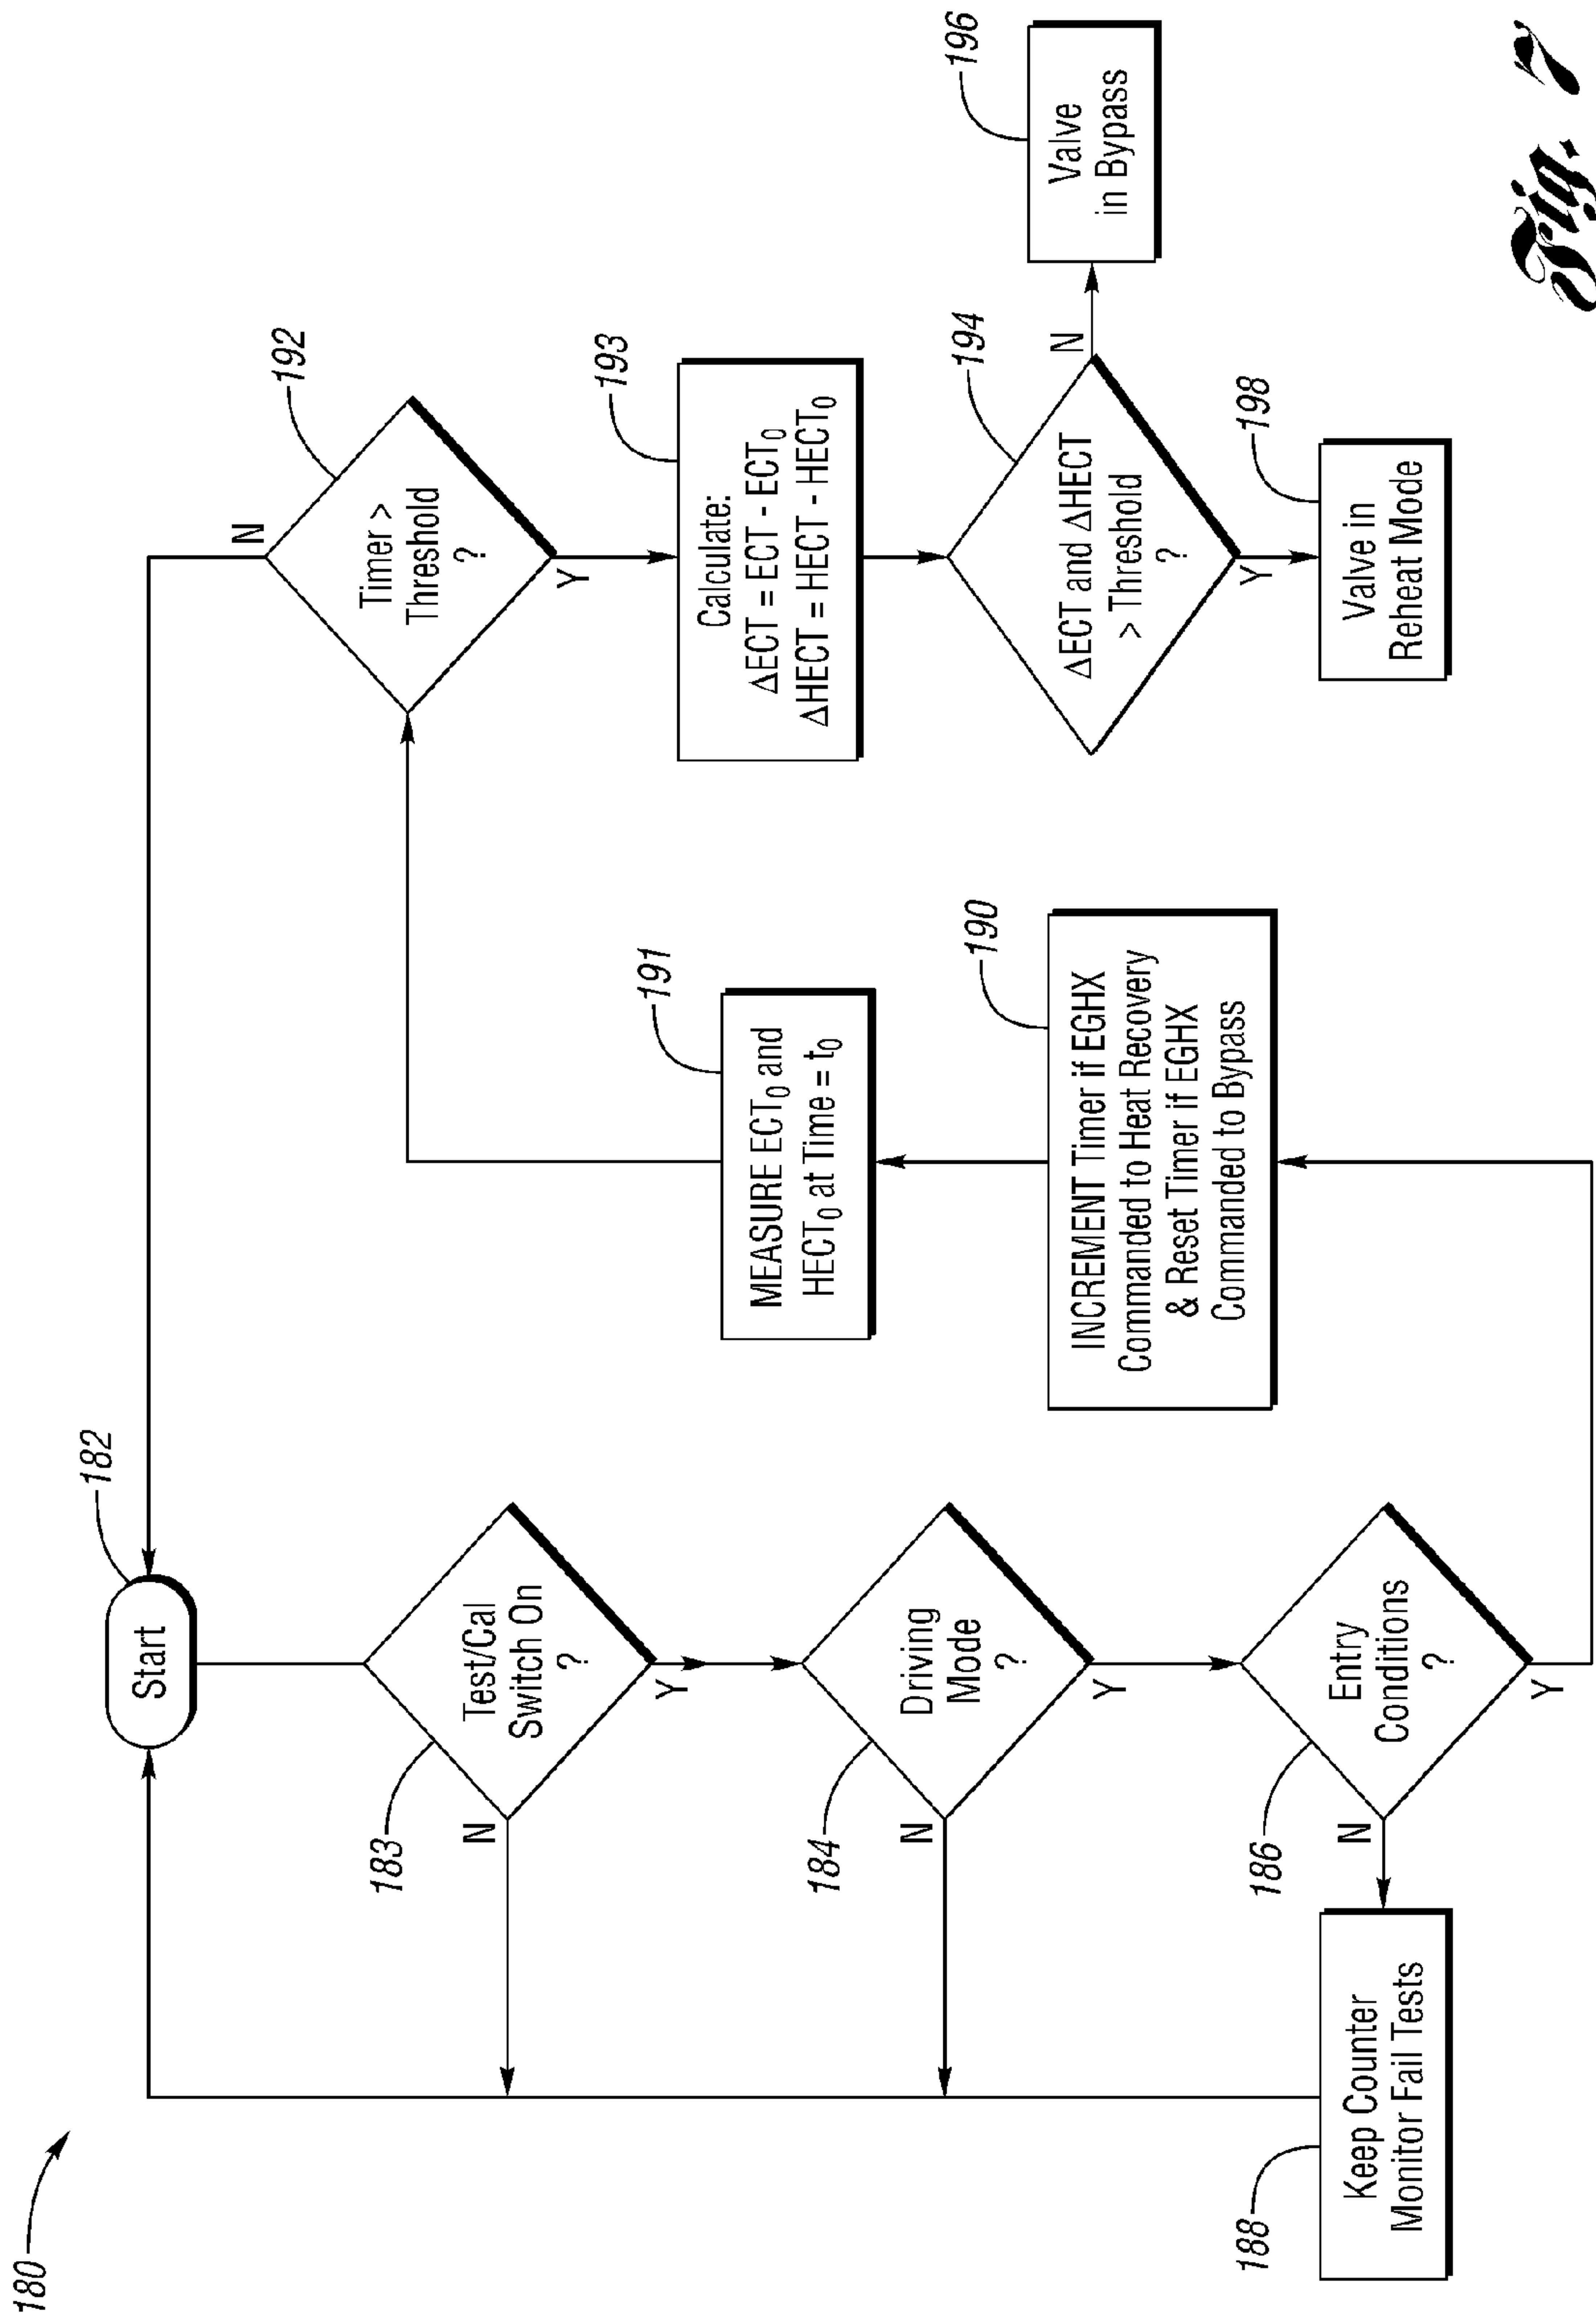 180
182
Start
183
Test/Cal
Switch On
?
N
Y
184
Driving
Mode
?
N
Y
186
Entry
Conditions
?
N
Y
188
Keep Counter
Monitor Fail Tests
190
INCREMENT Timer if EGHX
Commanded to Heat Recovery
& Reset Timer if EGHX
Commanded to Bypass
191
MEASURE ECT₀ and
HECT₀ at Time = t₀
192
Timer >
Threshold
?
N
Y
193
Calculate:
ΔECT = ECT - ECT₀
ΔHECT = HECT - HECT₀
194
ΔECT and ΔHECT
> Threshold
?
N
Y
196
Valve
in Bypass
198
Valve in
Reheat Mode
Fig. 7